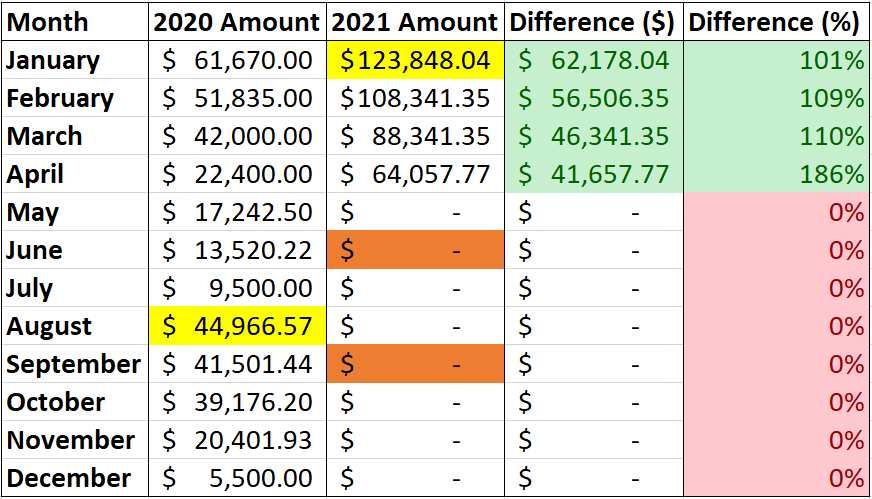 Month 2020 Amount 2021 Amount Difference ($) Difference (%)
January $ 61,670.00 $123,848.04 $ 62,178.04 101%
February $ 51,835.00 $108,341.35 $ 56,506.35 109%
March $ 42,000.00 $ 88,341.35 $ 46,341.35 110%
April $ 22,400.00 $ 64,057.77 $ 41,657.77 186%
May $ 17,242.50 $ - $ - 0%
June $ 13,520.22 $ - $ - 0%
July $ 9,500.00 $ - $ - 0%
August $ 44,966.57 $ - $ - 0%
September $ 41,501.44 $ - $ - 0%
October $ 39,176.20 $ - $ - 0%
November $ 20,401.93 $ - $ - 0%
December $ 5,500.00 $ - $ - 0%